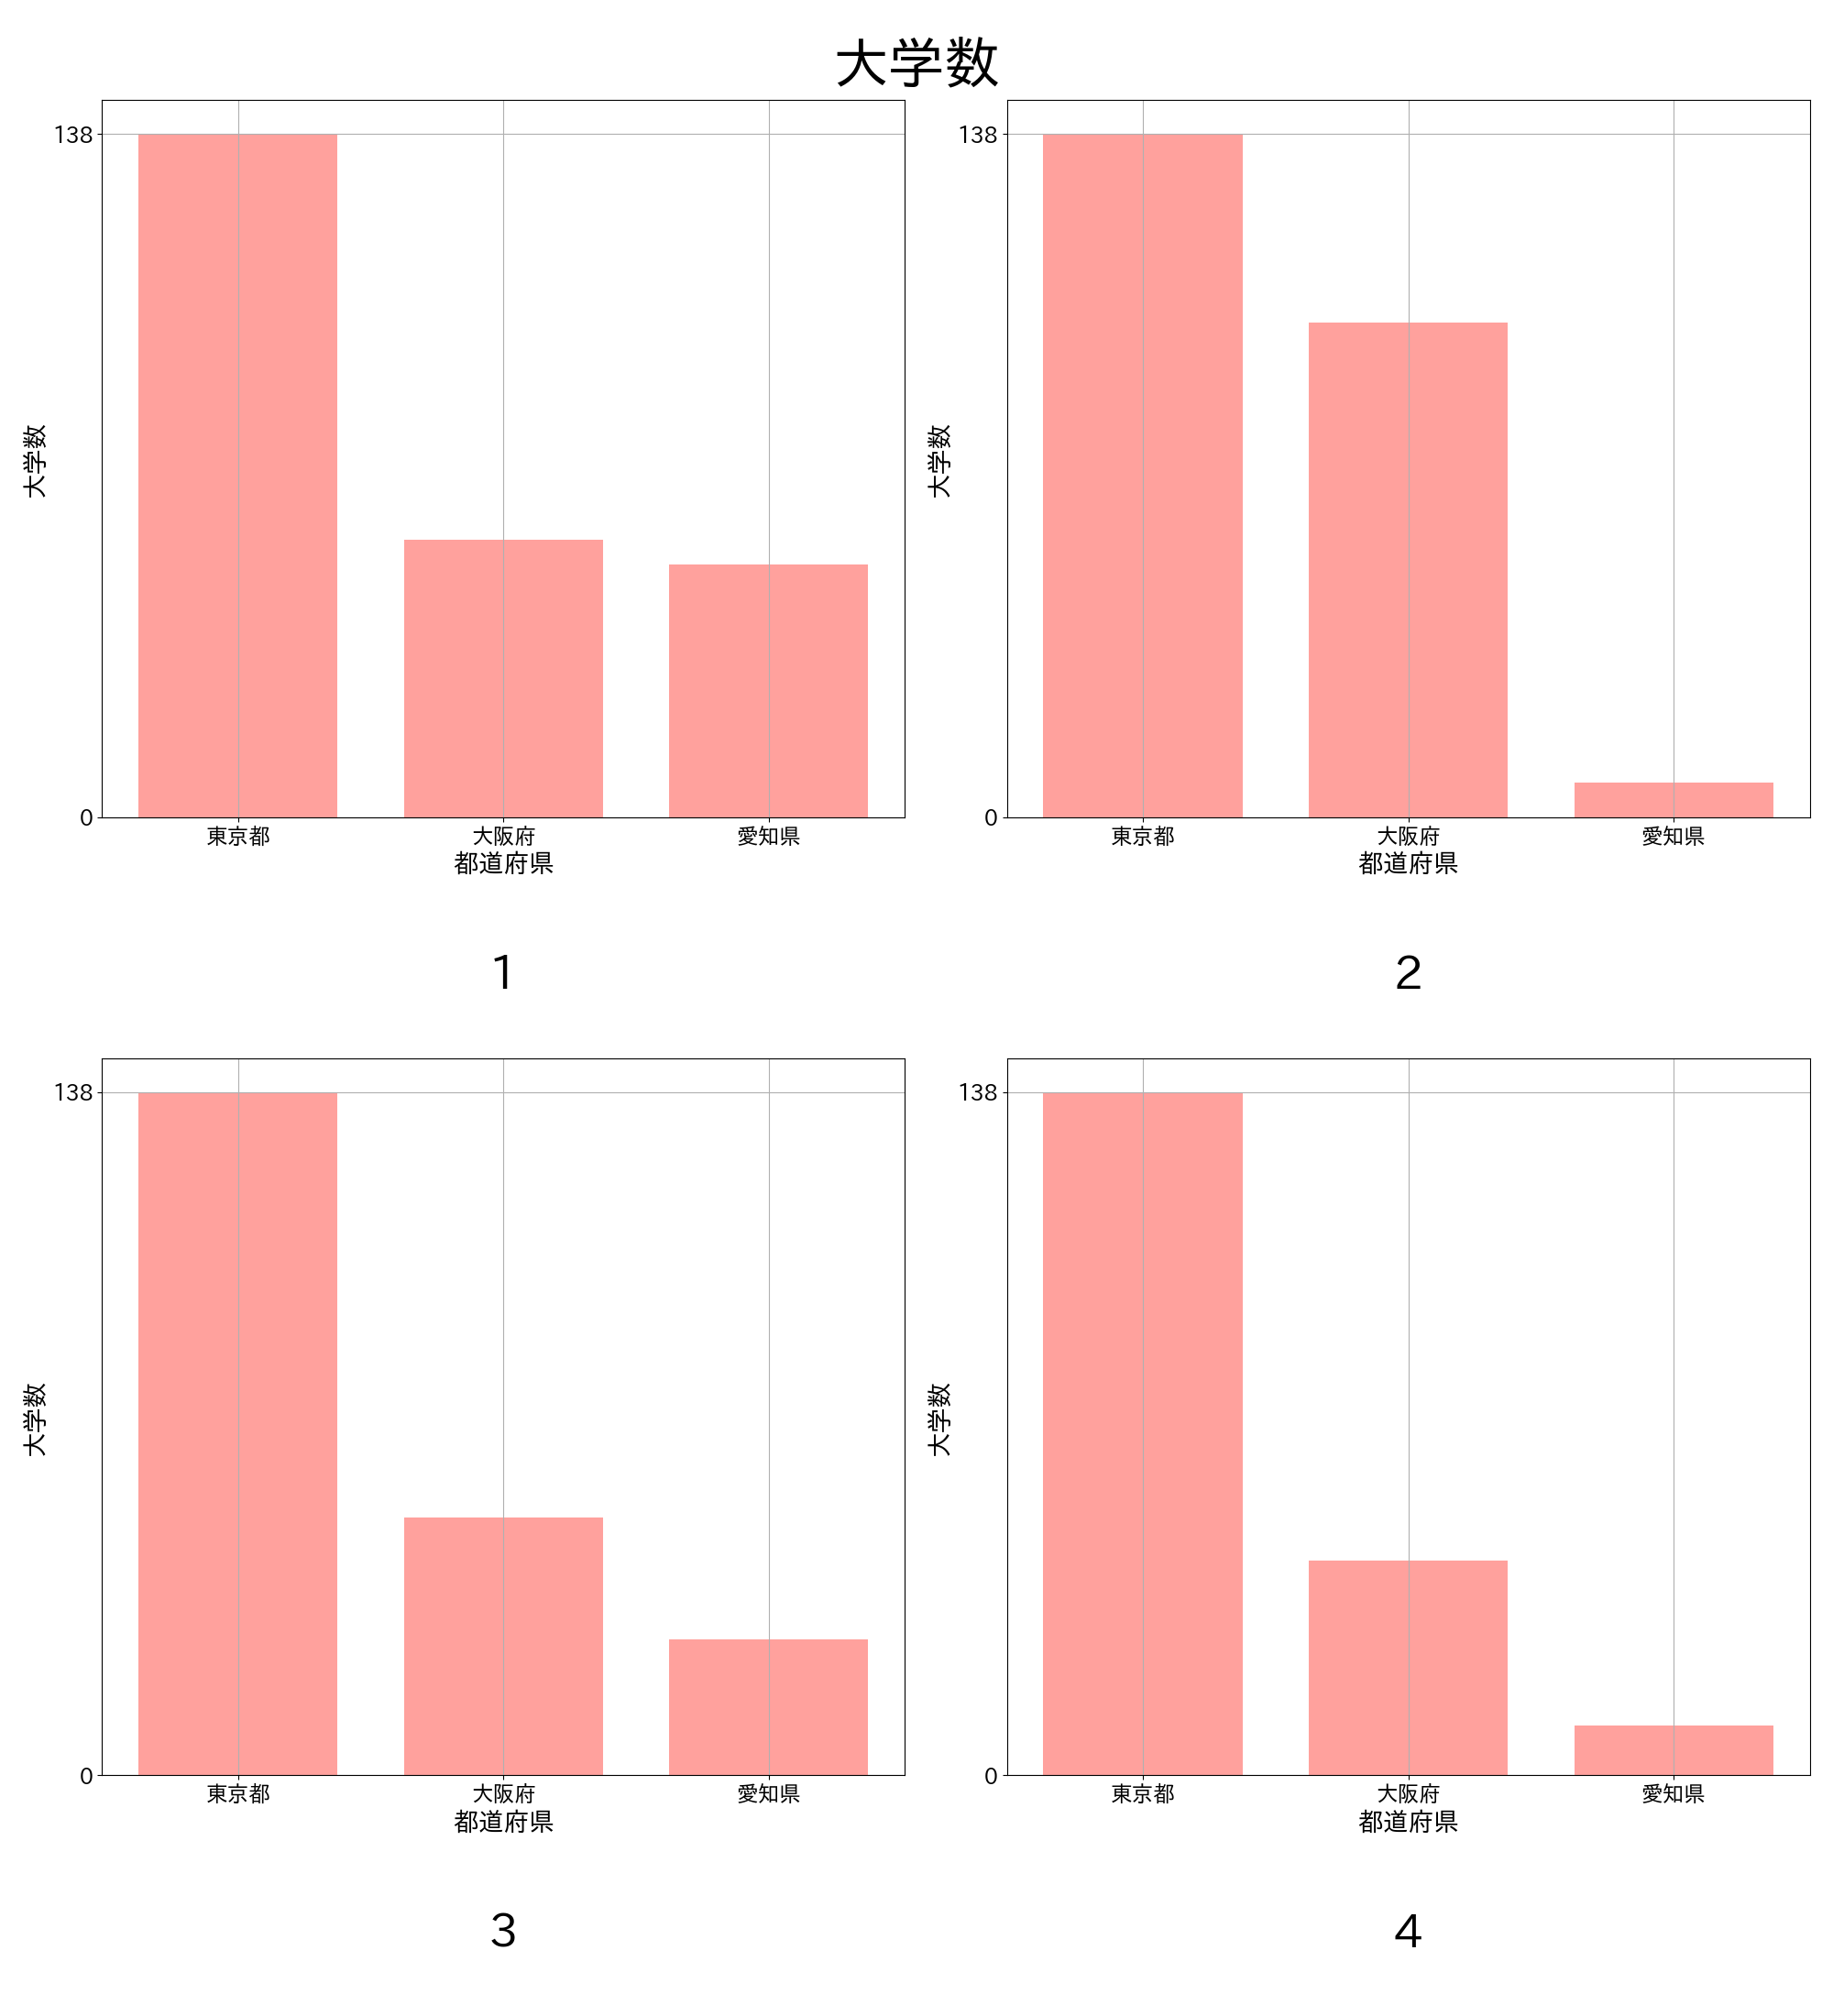 大学数
138
0
大学数
東京都 大阪府 愛知県
都道府県
1
138
0
大学数
東京都 大阪府 愛知県
都道府県
2
138
0
大学数
東京都 大阪府 愛知県
都道府県
3
138
0
大学数
東京都 大阪府 愛知県
都道府県
4